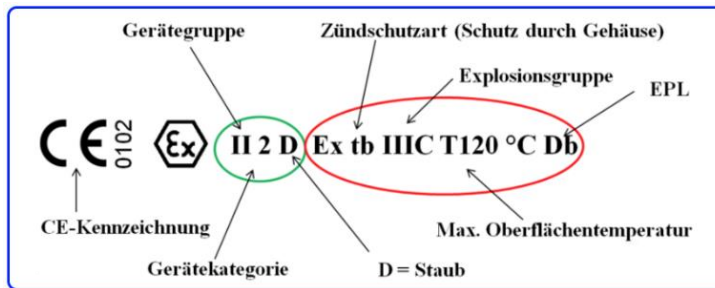 Gerätegruppe
Zündschutzart (Schutz durch Gehäuse)
Explosionsgruppe
EPL
CE 0102 Ex II 2 D Ex tb IIIC T120 °C Db
CE-Kennzeichnung
Max. Oberflächentemperatur
Gerätekategorie
D = Staub